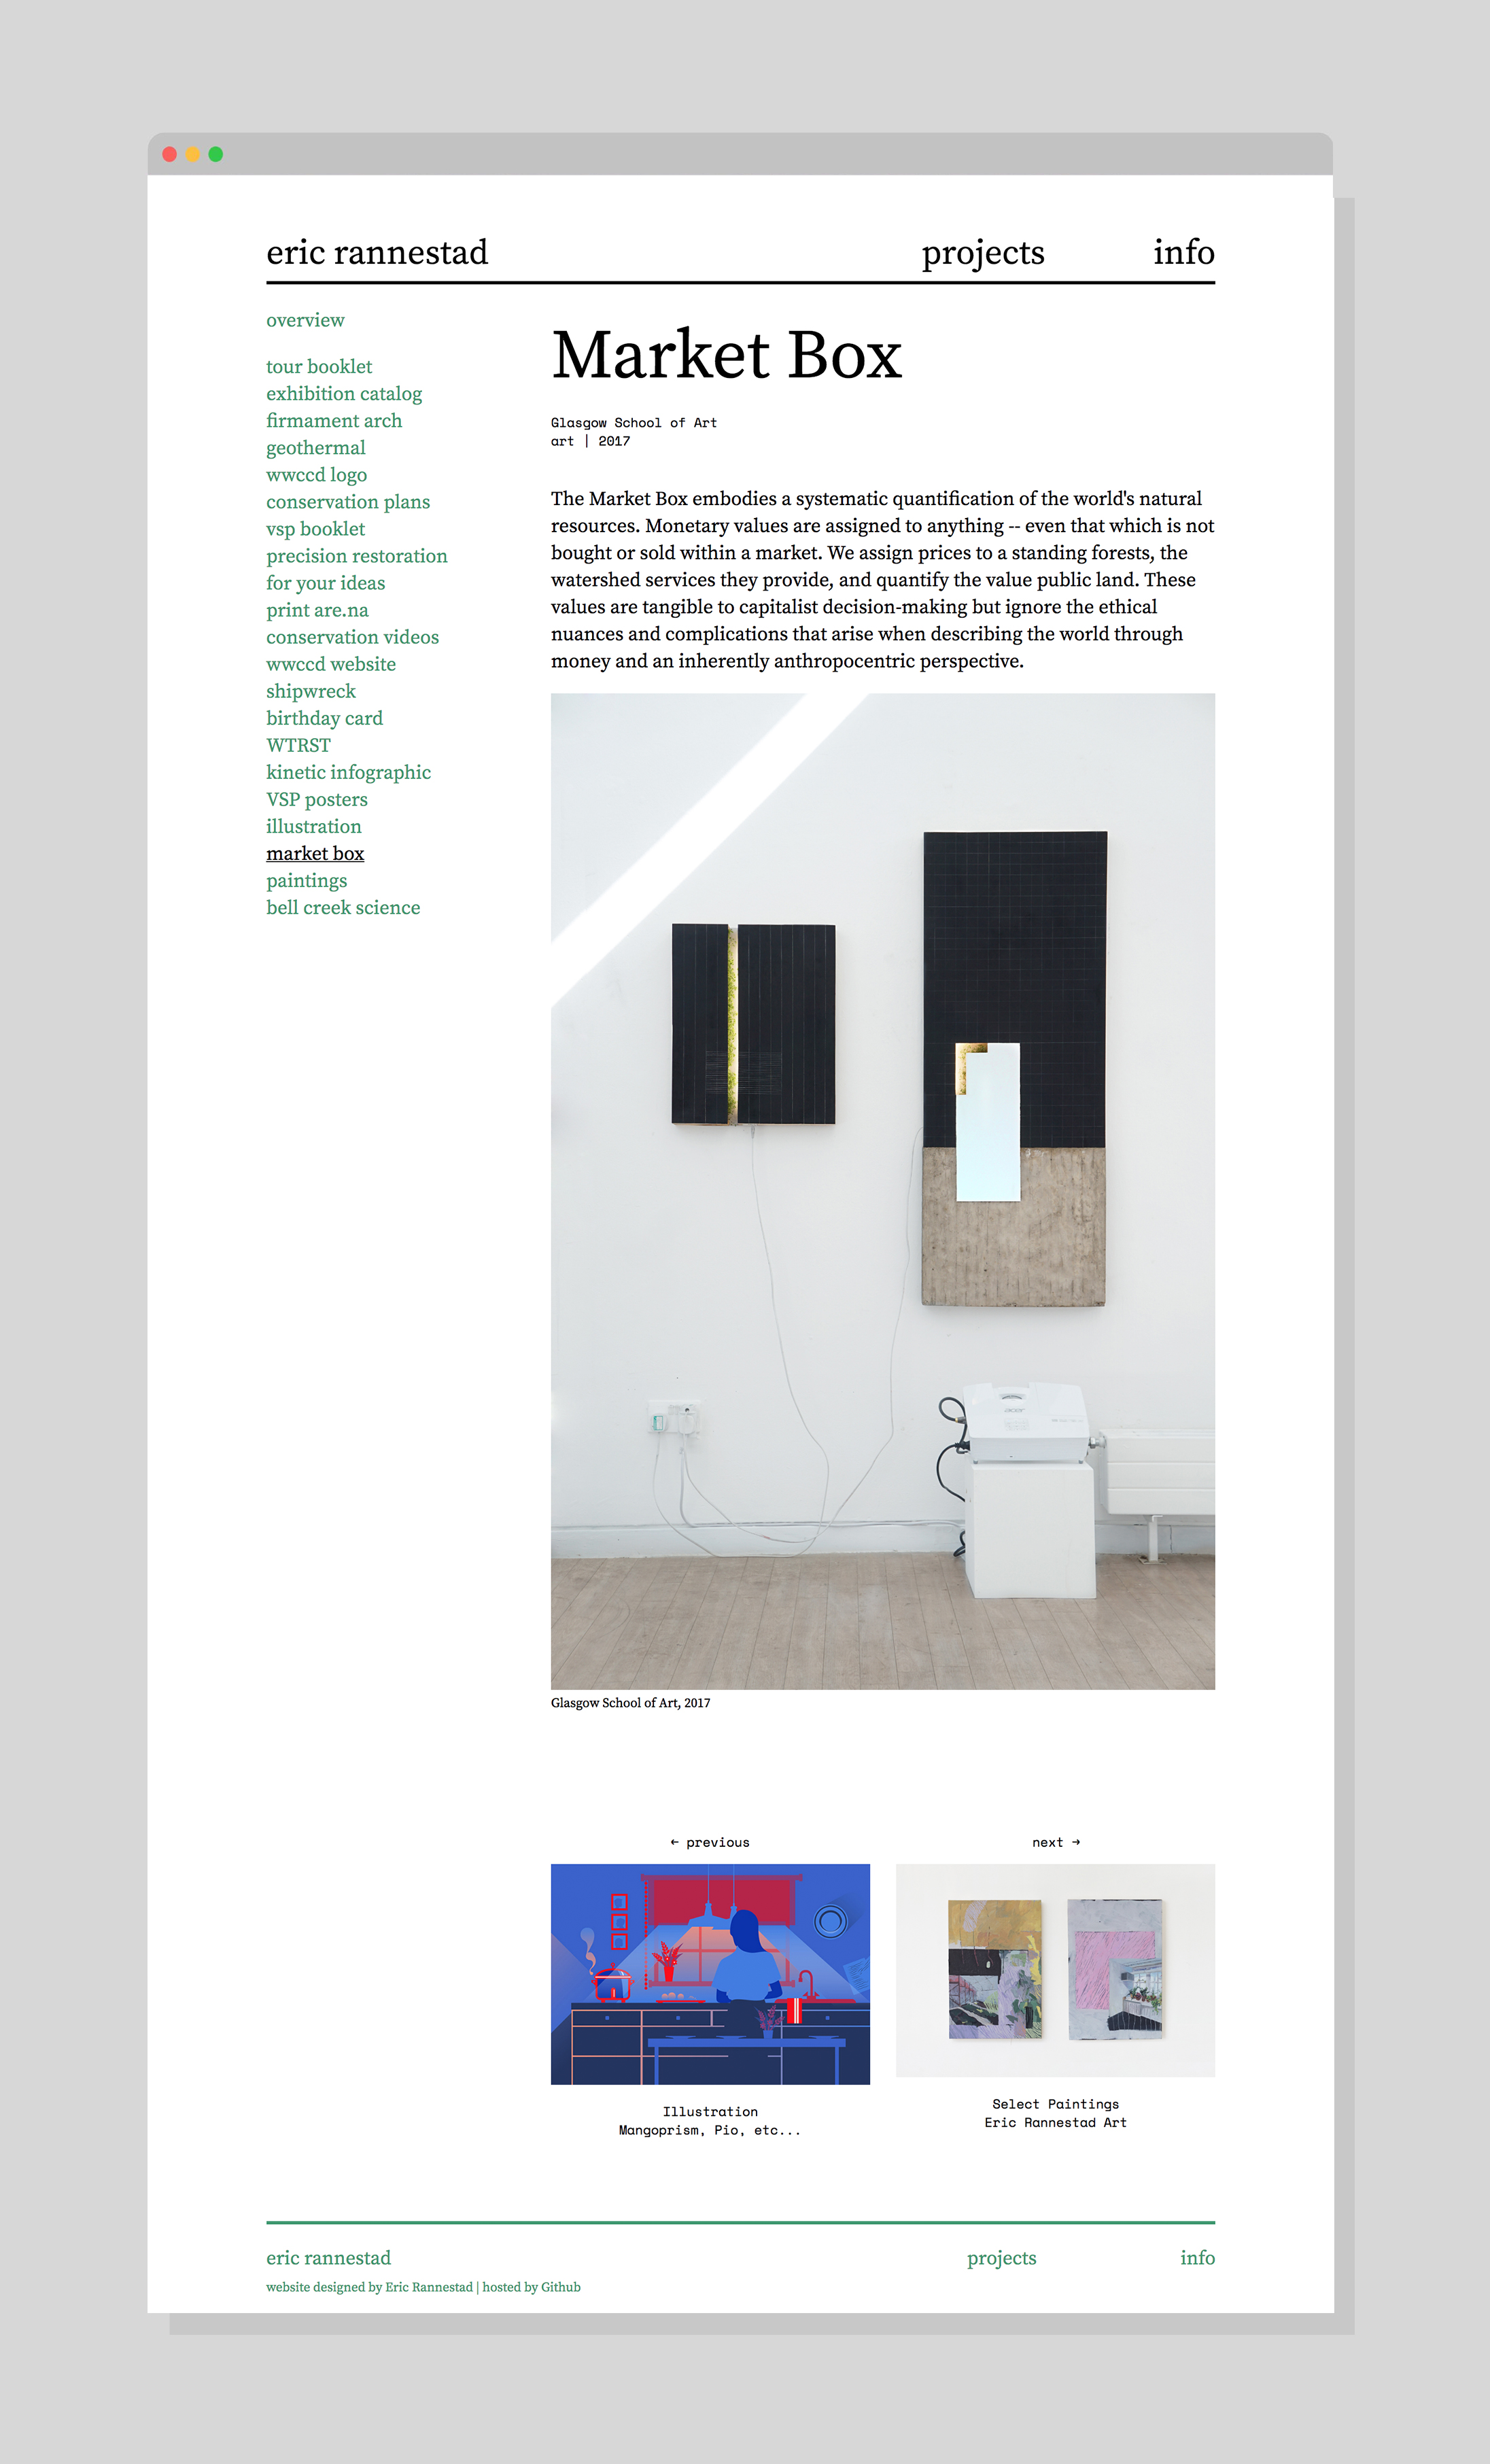 eric rannestad projects info
overview
tour booklet
exhibition catalog
firmament arch
geothermal
wwccd logo
conservation plans
vsp booklet
precision restoration
for your ideas
print are.na
conservation videos
wwccd website
shipwreck
birthday card
WTRST
kinetic infographic
VSP posters
illustration
market box
paintings
bell creek science
Market Box
Glasgow School of Art
art | 2017
The Market Box embodies a systematic quantification of the world's natural
resources. Monetary values are assigned to anything -- even that which is not
bought or sold within a market. We assign prices to a standing forests, the
watershed services they provide, and quantify the value public land. These
values are tangible to capitalist decision-making but ignore the ethical
nuances and complications that arise when describing the world through
money and an inherently anthropocentric perspective.
acer
Glasgow School of Art, 2017
← previous
next →
Illustration
Mangoprism, Pio, etc...
Select Paintings
Eric Rannestad Art
eric rannestad projects info
website designed by Eric Rannestad | hosted by Github